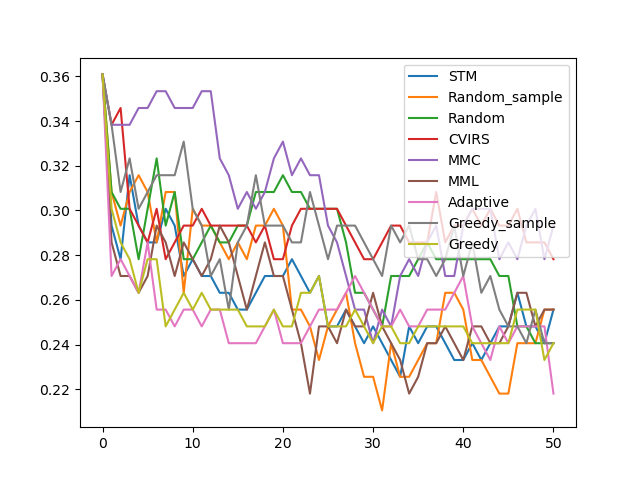 0.36
0.34
0.32
0.30
0.28
0.26
0.24
0.22
0
10
20
30
40
50
STM
Random_sample
Random
CVIRS
MMC
MML
Adaptive
Greedy_sample
Greedy